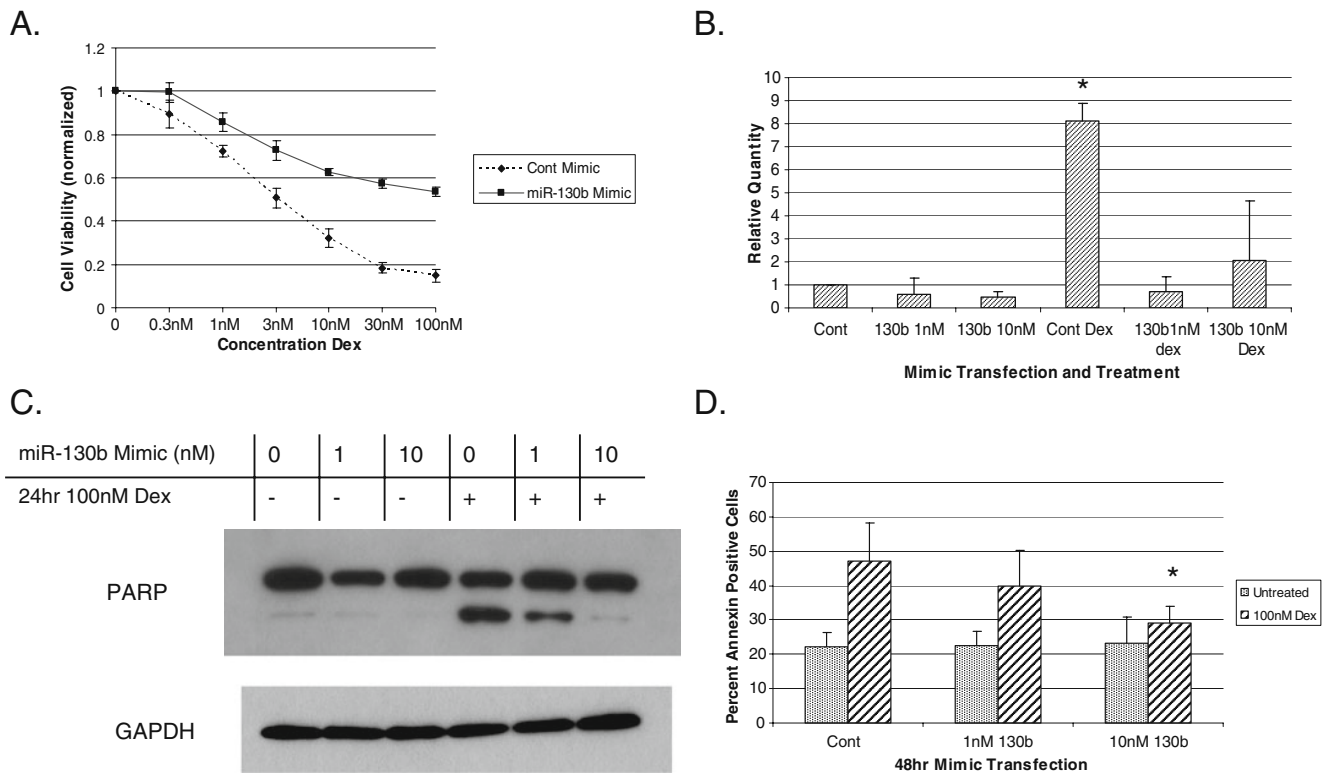 A.
1.2
1
0.8
0.6
0.4
0.2
0
Cell Viability (normalized)
0 0.3nM 1nM 3nM 10nM 30nM 100nM
Concentration Dex
Cont Mimic
miR-130b Mimic
B.
10
9
8
7
6
5
4
3
2
1
0
Relative Quantity
*
Cont 130b 1nM 130b 10nM Cont Dex 130b1nM dex 130b 10nM Dex
Mimic Transfection and Treatment
C.
miR-130b Mimic (nM) 0 1 10 0 1 10
24hr 100nM Dex - - - + + +
PARP
GAPDH
D.
70
60
50
40
30
20
10
0
Percent Annexin Positive Cells
*
Untreated
100nM Dex
Cont 1nM 130b 10nM 130b
48hr Mimic Transfection